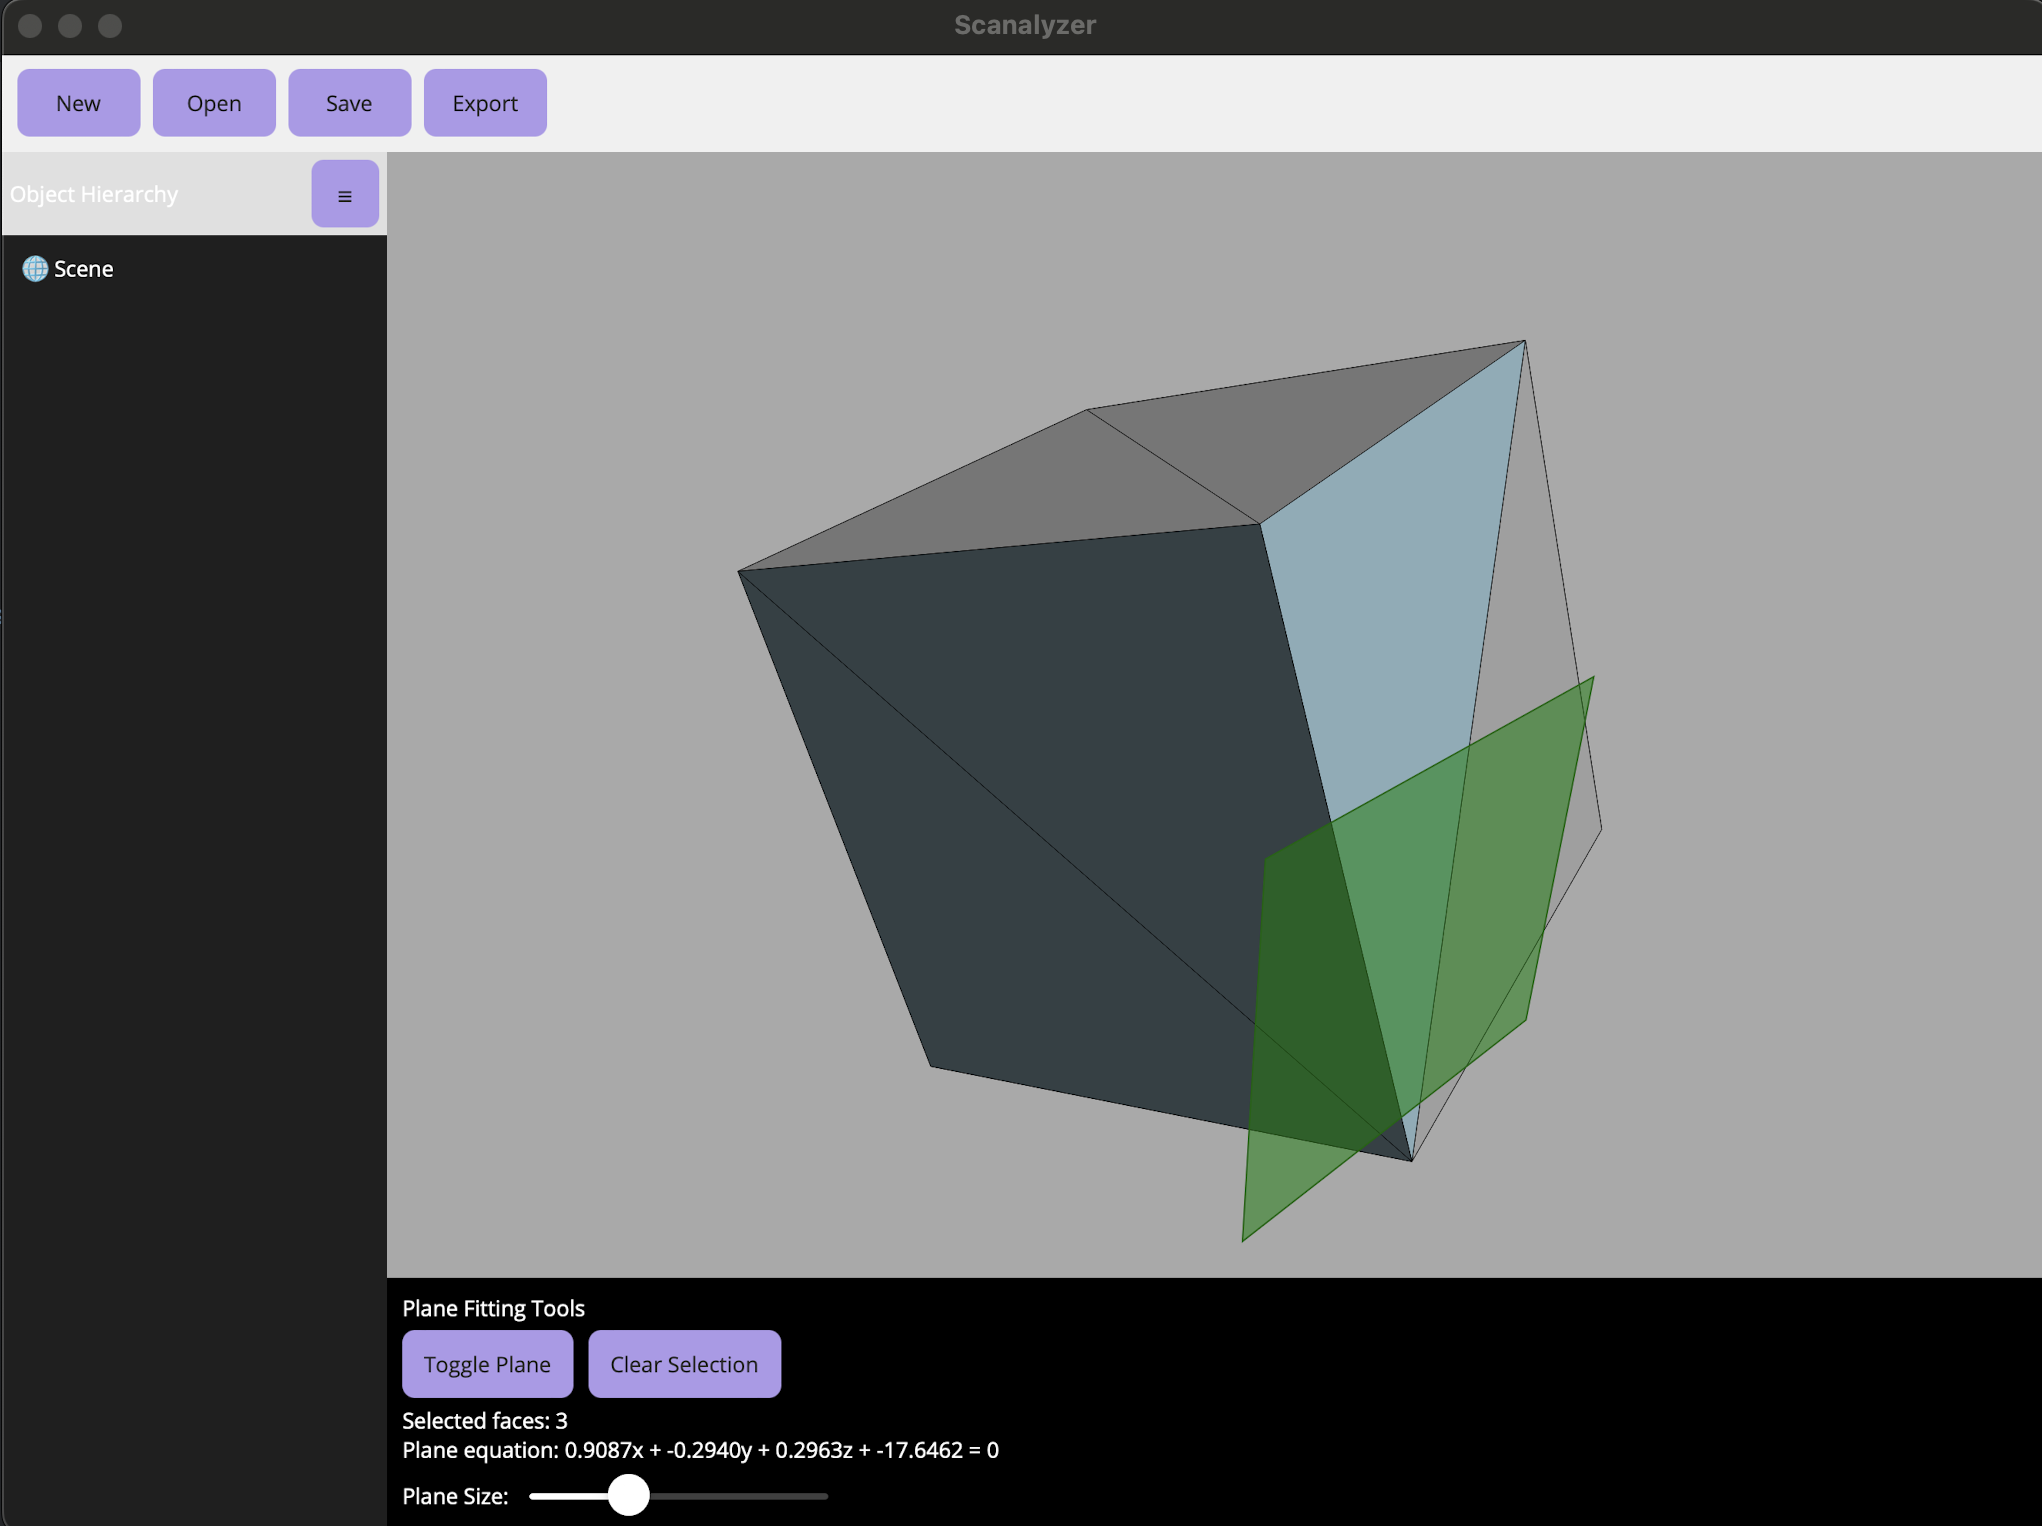 Scanalyzer
New Open Save Export
Object Hierarchy ≡
Scene
Plane Fitting Tools
Toggle Plane Clear Selection
Selected faces: 3
Plane equation: 0.9087x + -0.2940y + 0.2963z + -17.6462 = 0
Plane Size: